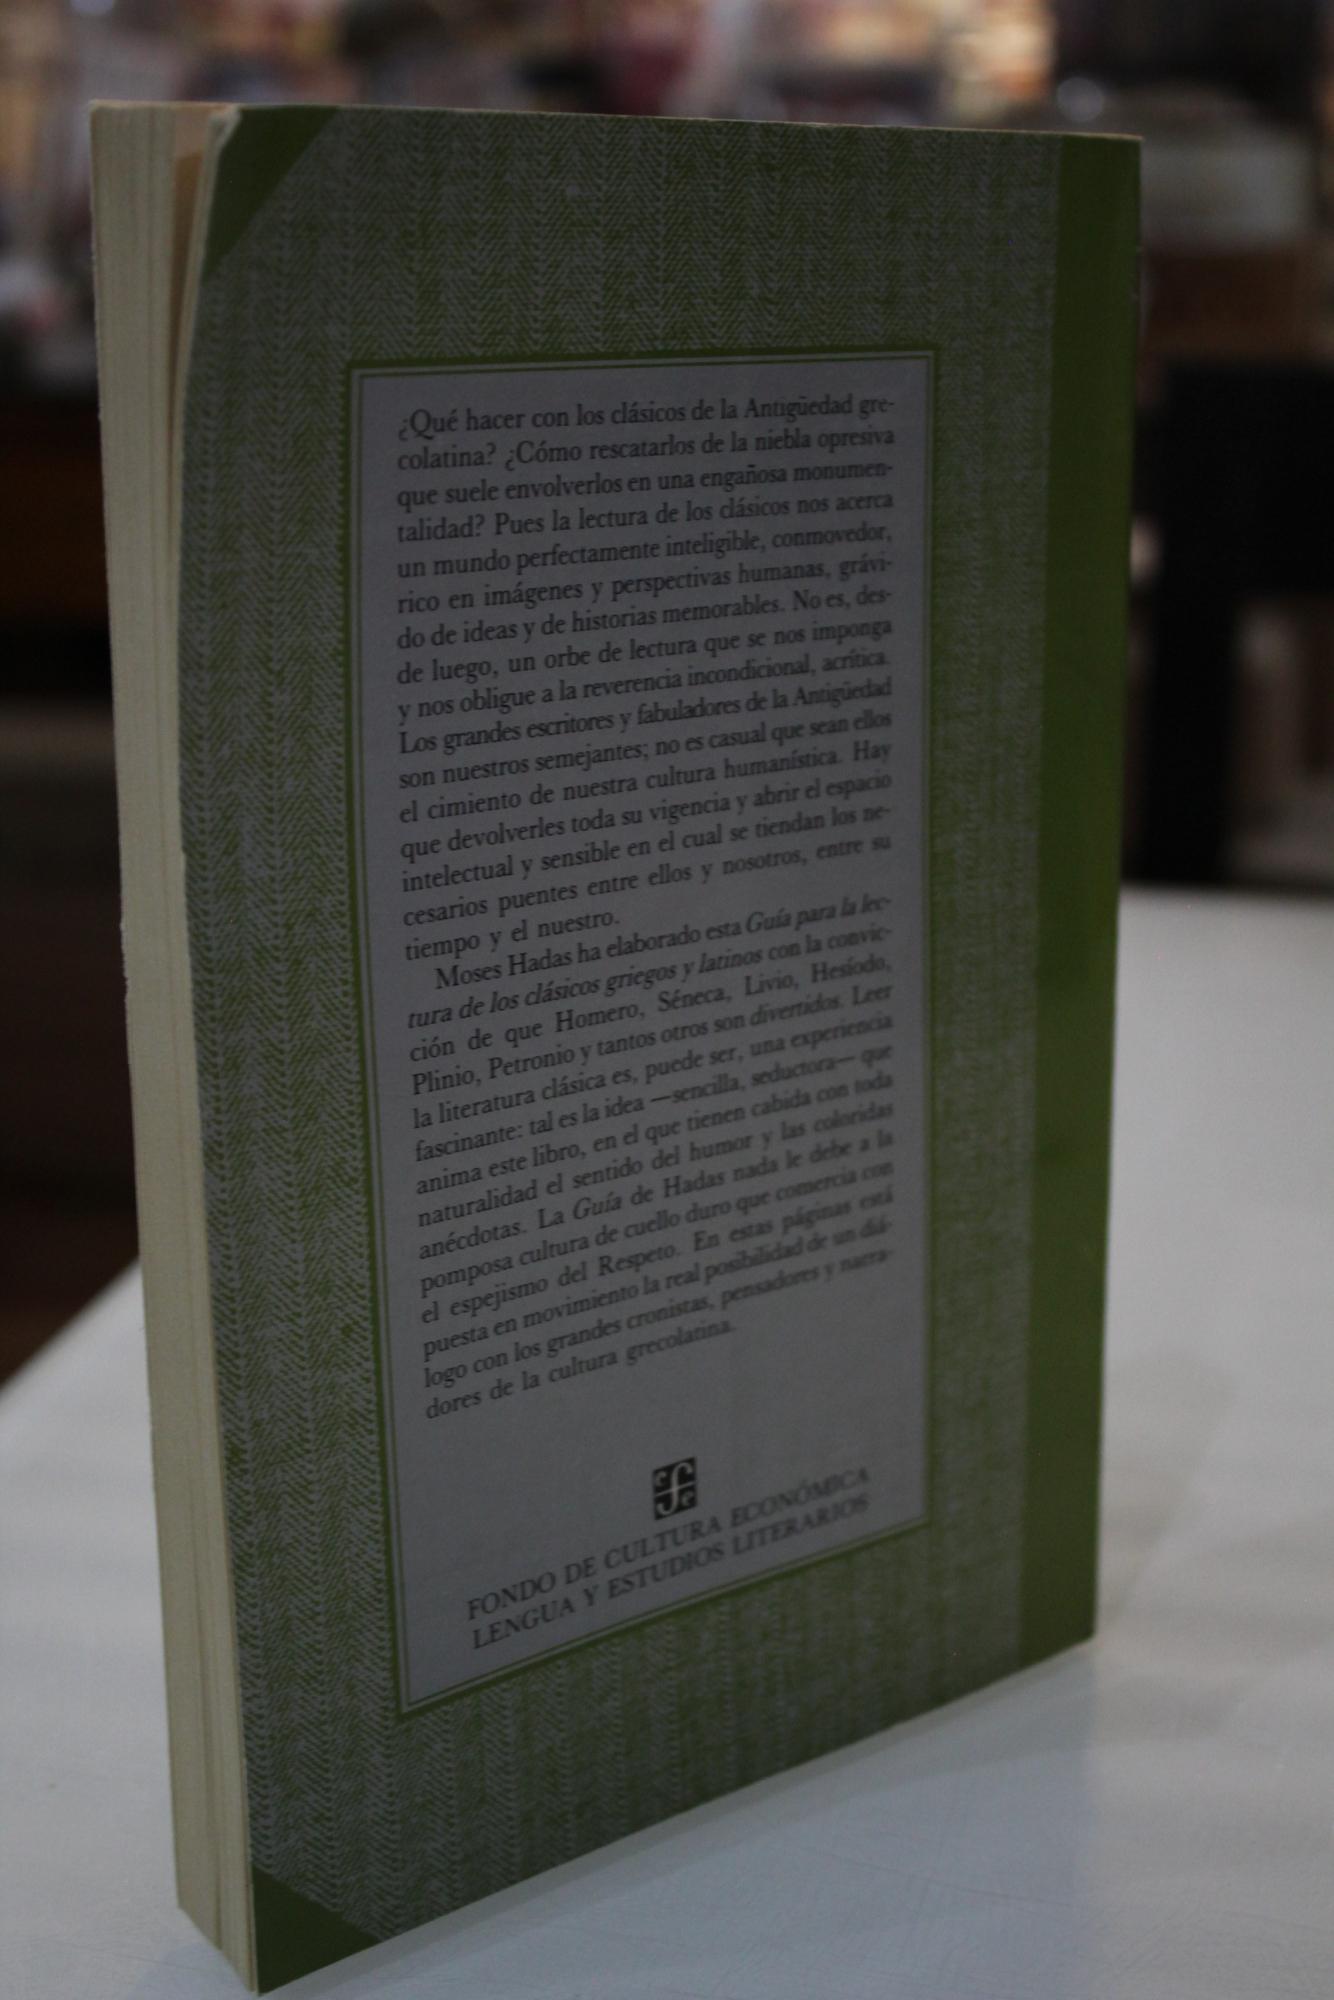 ¿Qué hacer con los clásicos de la Antigüedad gre-
colatina? ¿Cómo rescatarlos de la niebla opresiva
que suele envolverlos en una engañosa monumen-
talidad? Pues la lectura de los clásicos nos acerca
un mundo perfectamente inteligible, conmovedor,
rico en imágenes y perspectivas humanas, grávi-
do de ideas y de historias memorables. No es, des-
de luego, un orbe de lectura que se nos imponga
y nos obligue a la reverencia incondicional, acrítica.
Los grandes escritores y fabuladores de la Antigüedad
son nuestros semejantes; no es casual que sean ellos
el cimiento de nuestra cultura humanística. Hay
que devolverles toda su vigencia y abrir el espacio
intelectual y sensible en el cual se tiendan los ne-
cesarios puentes entre ellos y nosotros, entre su
tiempo y el nuestro.
Moses Hadas ha elaborado esta Guía para la lec-
tura de los clásicos griegos y latinos con la convic-
ción de que Homero, Séneca, Livio, Hesíodo,
Plinio, Petronio y tantos otros son divertidos. Leer
la literatura clásica es, puede ser, una experiencia
fascinante: tal es la idea —sencilla, seductora— que
anima este libro, en el que tienen cabida con toda
naturalidad el sentido del humor y las coloridas
anécdotas. La Guía de Hadas nada le debe a la
pomposa cultura de cuello duro que comercia con
el espejismo del Respeto. En estas páginas está
puesta en movimiento la real posibilidad de un diá-
logo con los grandes cronistas, pensadores y narra-
dores de la cultura grecolatina.
cfe
FONDO DE CULTURA ECONÓMICA
LENGUA Y ESTUDIOS LITERARIOS